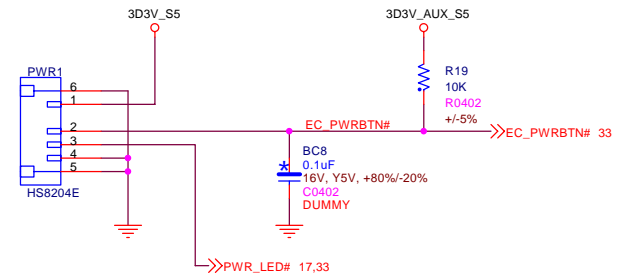 3D3V_S5
3D3V_AUX_S5
PWR1
6
1
2
3
4
5
HS8204E
R19
10K
R0402
+/-5%
EC_PWRBTN#
EC_PWRBTN# 33
BC8
0.1uF
16V, Y5V, +80%/-20%
C0402
DUMMY
PWR_LED# 17,33